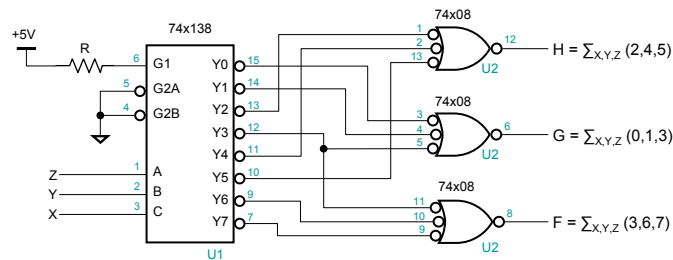 74x138
74x08
+5V
R
6
G1
5
G2A
4
G2B
1
A
2
B
3
C
Z
Y
X
Y0
15
Y1
14
Y2
13
Y3
12
Y4
11
Y5
10
Y6
9
Y7
7
U1
1
2
13
12
U2
H = ∑X,Y,Z (2,4,5)
74x08
3
4
5
6
U2
G = ∑X,Y,Z (0,1,3)
74x08
11
10
9
8
U2
F = ∑X,Y,Z (3,6,7)